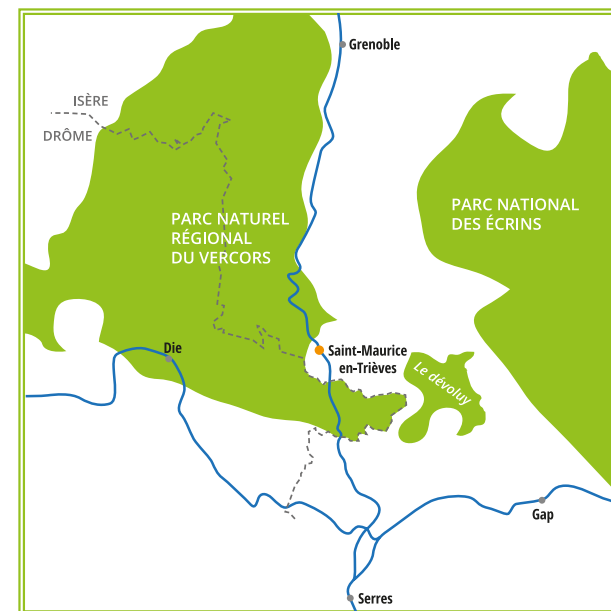 Grenoble
ISÈRE
DRÔME
PARC NATUREL
RÉGIONAL
DU VERCORS
PARC NATIONAL
DES ÉCRINS
Die
Saint-Maurice
en-Trièves
Le dévoluy
Gap
Serres